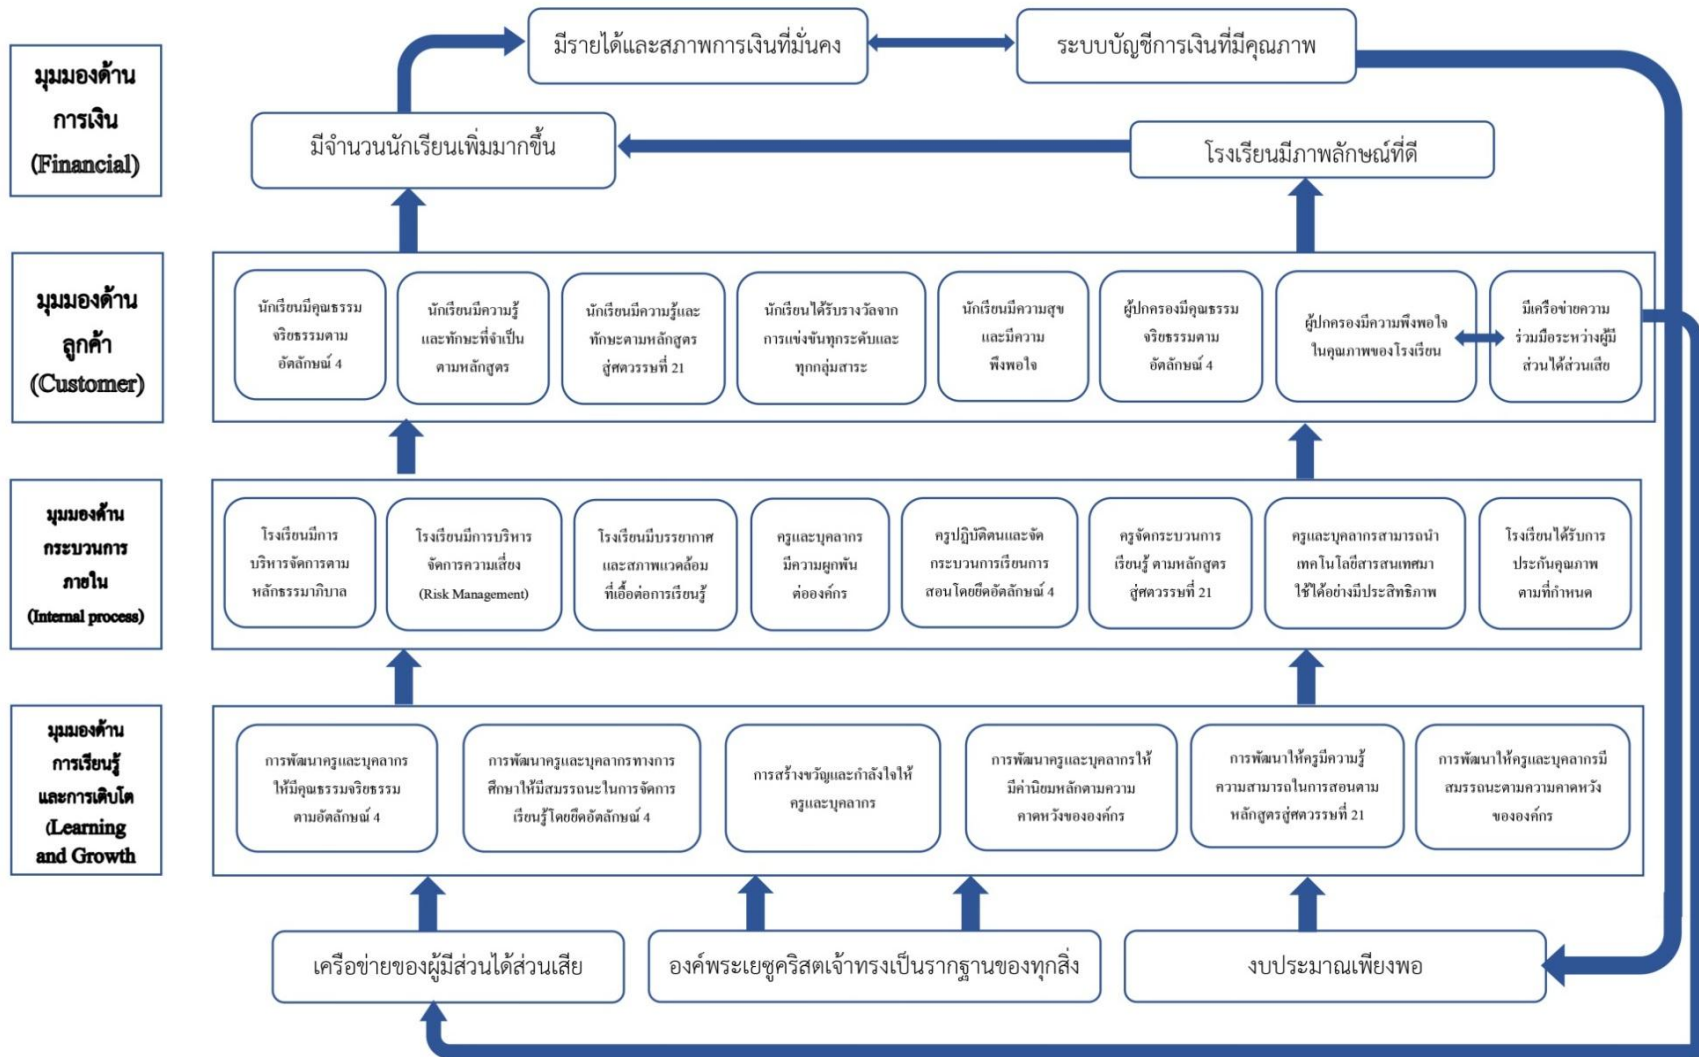 มุมมองด้าน
การเงิน
(Financial)
มีรายได้และสภาพการเงินที่มั่นคง
ระบบบัญชีการเงินที่มีคุณภาพ
มีจำนวนนักเรียนเพิ่มมากขึ้น
โรงเรียนมีภาพลักษณ์ที่ดี
มุมมองด้าน
ลูกค้า
(Customer)
นักเรียนมีคุณธรรม
จริยธรรมตาม
อัตลักษณ์ 4
นักเรียนมีความรู้
และทักษะที่จำเป็น
ตามหลักสูตร
นักเรียนมีความรู้และ
ทักษะตามหลักสูตร
สู่ศตวรรษที่ 21
นักเรียนได้รับรางวัลจาก
การแข่งขันทุกระดับและ
ทุกกลุ่มสาระ
นักเรียนมีความสุข
และมีความ
พึงพอใจ
ผู้ปกครองมีคุณธรรม
จริยธรรมตาม
อัตลักษณ์ 4
ผู้ปกครองมีความพึงพอใจ
ในคุณภาพของโรงเรียน
มีเครือข่ายความ
ร่วมมือระหว่างผู้มี
ส่วนได้ส่วนเสีย
มุมมองด้าน
กระบวนการ
ภายใน
(Internal process)
โรงเรียนมีการ
บริหารจัดการตาม
หลักธรรมาภิบาล
โรงเรียนมีการบริหาร
จัดการความเสี่ยง
(Risk Management)
โรงเรียนมีบรรยากาศ
และสภาพแวดล้อม
ที่เอื้อต่อการเรียนรู้
ครูและบุคลากร
มีความผูกพัน
ต่อองค์กร
ครูปฏิบัติตนและจัด
กระบวนการเรียนการ
สอนโดยยึดอัตลักษณ์ 4
ครูจัดกระบวนการ
เรียนรู้ ตามหลักสูตร
สู่ศตวรรษที่ 21
ครูและบุคลากรสามารถนำ
เทคโนโลยีสารสนเทศมา
ใช้ได้อย่างมีประสิทธิภาพ
โรงเรียนได้รับการ
ประกันคุณภาพ
ตามที่กำหนด
มุมมองด้าน
การเรียนรู้
และการเติบโต
(Learning
and Growth
การพัฒนาครูและบุคลากร
ให้มีคุณธรรมจริยธรรม
ตามอัตลักษณ์ 4
การพัฒนาครูและบุคลากรทางการ
ศึกษาให้มีสมรรถนะในการจัดการ
เรียนรู้โดยยึดอัตลักษณ์ 4
การสร้างขวัญและกำลังใจให้
ครูและบุคลากร
การพัฒนาครูและบุคลากรให้
มีค่านิยมหลักตามความ
คาดหวังขององค์กร
การพัฒนาให้ครูมีความรู้
ความสามารถในการสอนตาม
หลักสูตรสู่ศตวรรษที่ 21
การพัฒนาให้ครูและบุคลากรมี
สมรรถนะตามความคาดหวัง
ขององค์กร
เครือข่ายของผู้มีส่วนได้ส่วนเสีย
องค์พระเยซูคริสตเจ้าทรงเป็นรากฐานของทุกสิ่ง
งบประมาณเพียงพอ